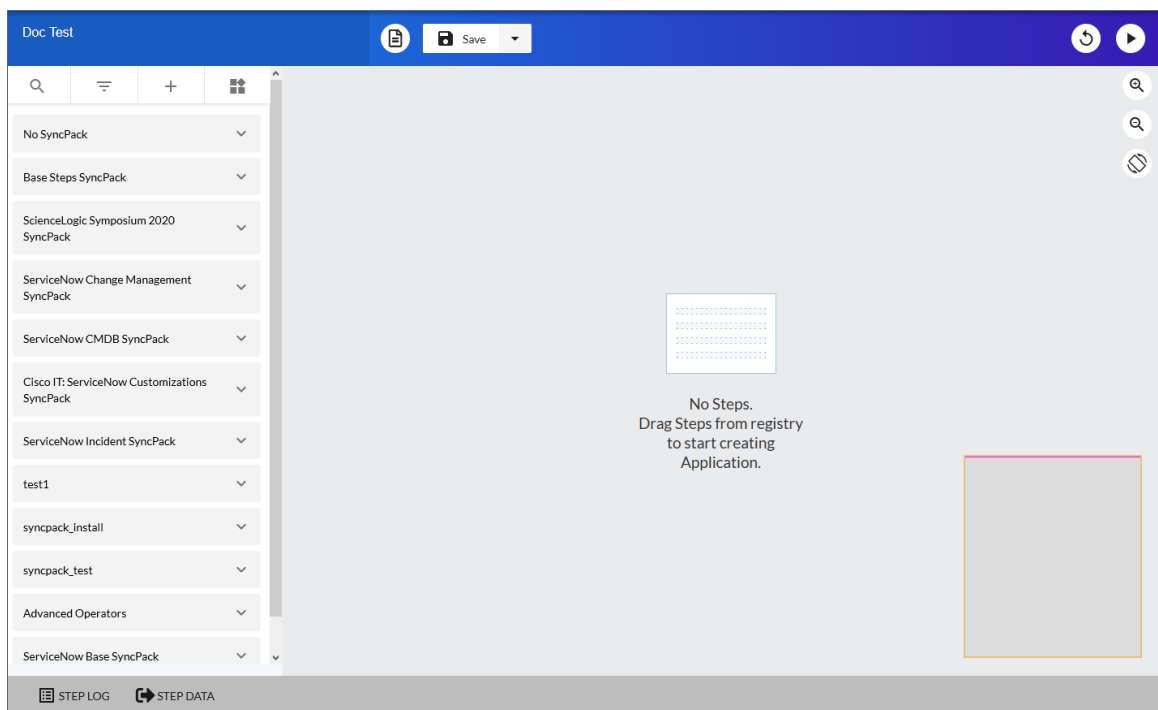 Doc Test
Save
No SyncPack
Base Steps SyncPack
ScienceLogic Symposium 2020
SyncPack
ServiceNow Change Management
SyncPack
ServiceNow CMDB SyncPack
Cisco IT: ServiceNow Customizations
SyncPack
ServiceNow Incident SyncPack
test1
syncpack_install
syncpack_test
Advanced Operators
ServiceNow Base SyncPack
No Steps.
Drag Steps from registry
to start creating
Application.
STEP LOG
STEP DATA